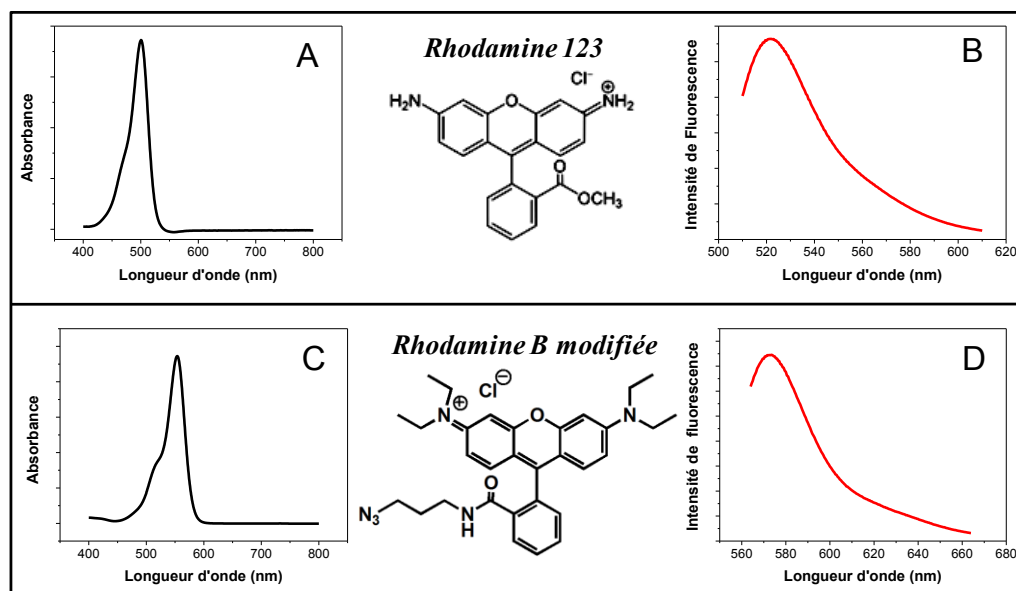 A
Rhodamine 123
B
Absorbance
400 500 600 700 800
Longueur d'onde (nm)
Cl⁻
H₂N
O
NH₂
⊕
O
OCH₃
Intensité de Fluorescence
500 520 540 560 580 600 620
Longueur d'onde (nm)
C
Rhodamine B modifiée
D
Absorbance
400 500 600 700 800
Longueur d'onde (nm)
Cl⊖
⊕
N
O
N
O
N₃
N
H
Intensité de fluorescence
560 580 600 620 640 660 680
Longueur d'onde (nm)